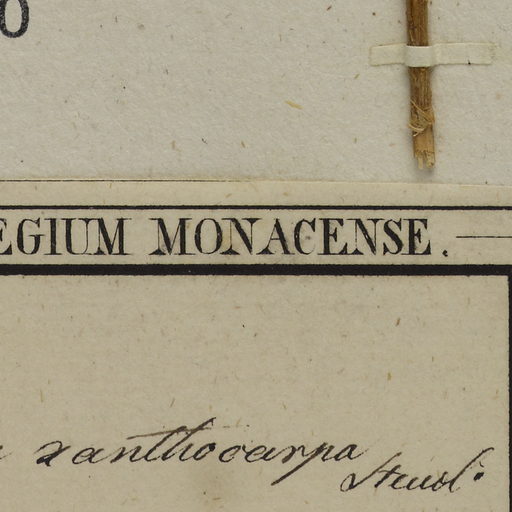 O
EGIUM MONACENSE.
xanthocarpa
Steud.